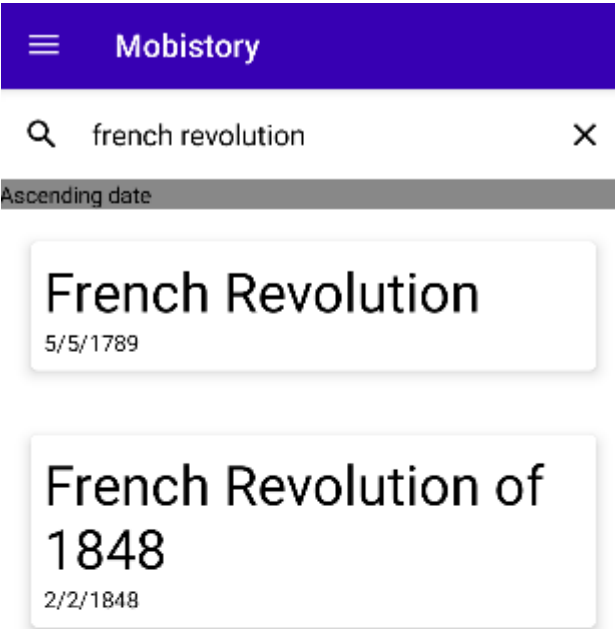 Mobistory
french revolution
Ascending date
French Revolution
5/5/1789
French Revolution of
1848
2/2/1848